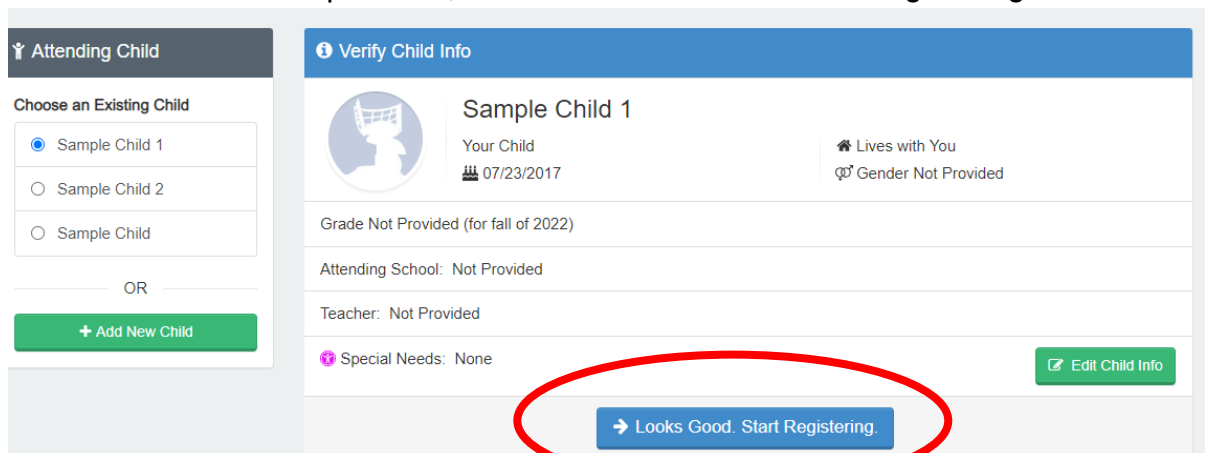 Attending Child
Choose an Existing Child
Sample Child 1
Sample Child 2
Sample Child
OR
+ Add New Child
Verify Child Info
Sample Child 1
Your Child
07/23/2017
Lives with You
Gender Not Provided
Grade Not Provided (for fall of 2022)
Attending School: Not Provided
Teacher: Not Provided
Special Needs: None
Edit Child Info
Looks Good. Start Registering.